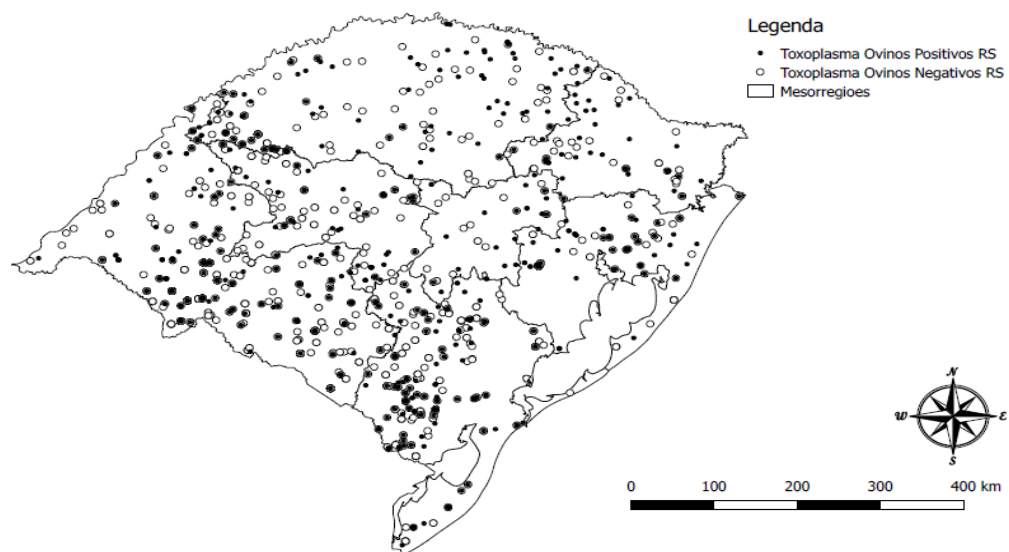 Legenda
Toxoplasma Ovinos Positivos RS
Toxoplasma Ovinos Negativos RS
Mesorregioes
N
W
E
S
0 100 200 300 400 km